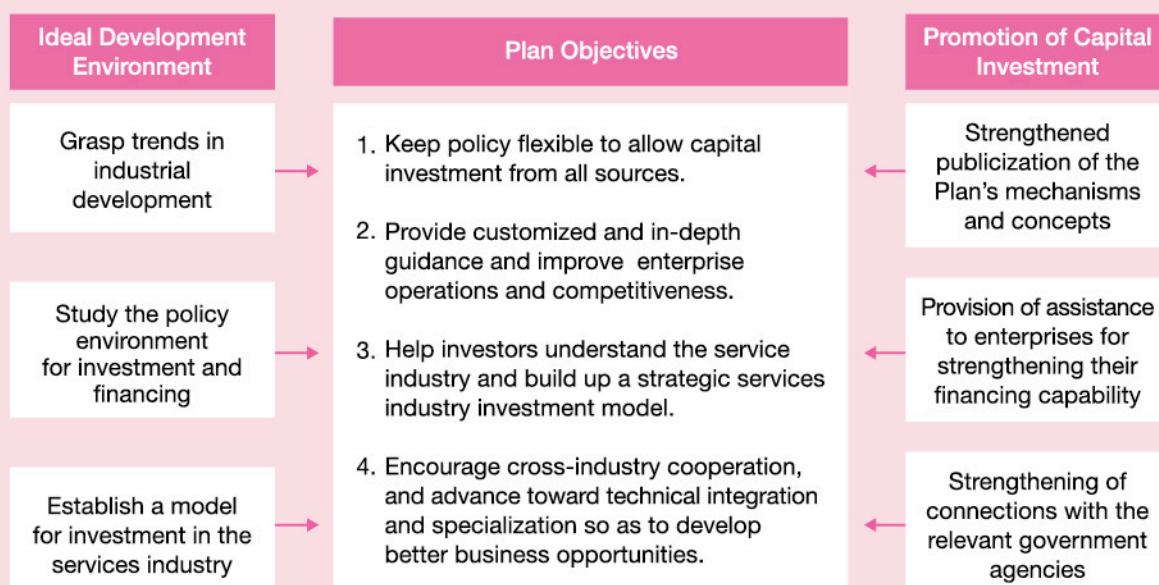 Ideal Development
Environment
Grasp trends in
industrial
development
Study the policy
environment
for investment and
financing
Establish a model
for investment in the
services industry
Plan Objectives
1. Keep policy flexible to allow capital
investment from all sources.
2. Provide customized and in-depth
guidance and improve enterprise
operations and competitiveness.
3. Help investors understand the service
industry and build up a strategic services
industry investment model.
4. Encourage cross-industry cooperation,
and advance toward technical integration
and specialization so as to develop
better business opportunities.
Promotion of Capital
Investment
Strengthened
publicization of the
Plan's mechanisms
and concepts
Provision of assistance
to enterprises for
strengthening their
financing capability
Strengthening of
connections with the
relevant government
agencies